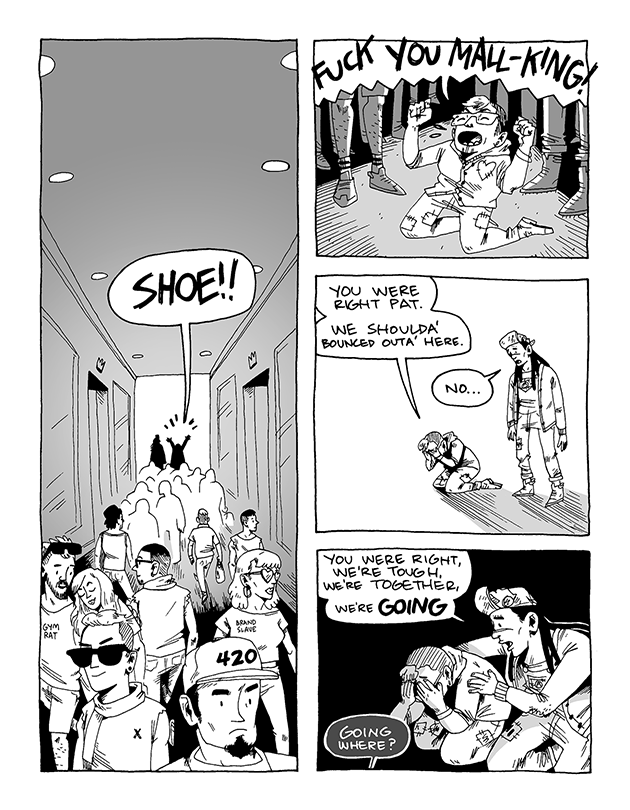 SHOE!!
GYM
RAT
BRAND
SLAVE
420
X
FUCK YOU MALL-KING!
YOU WERE
RIGHT PAT.
WE SHOULDA'
BOUNCED OUTA' HERE.
NO...
YOU WERE RIGHT,
WE'RE TOUGH,
WE'RE TOGETHER,
WE'RE GOING
GOING
WHERE?